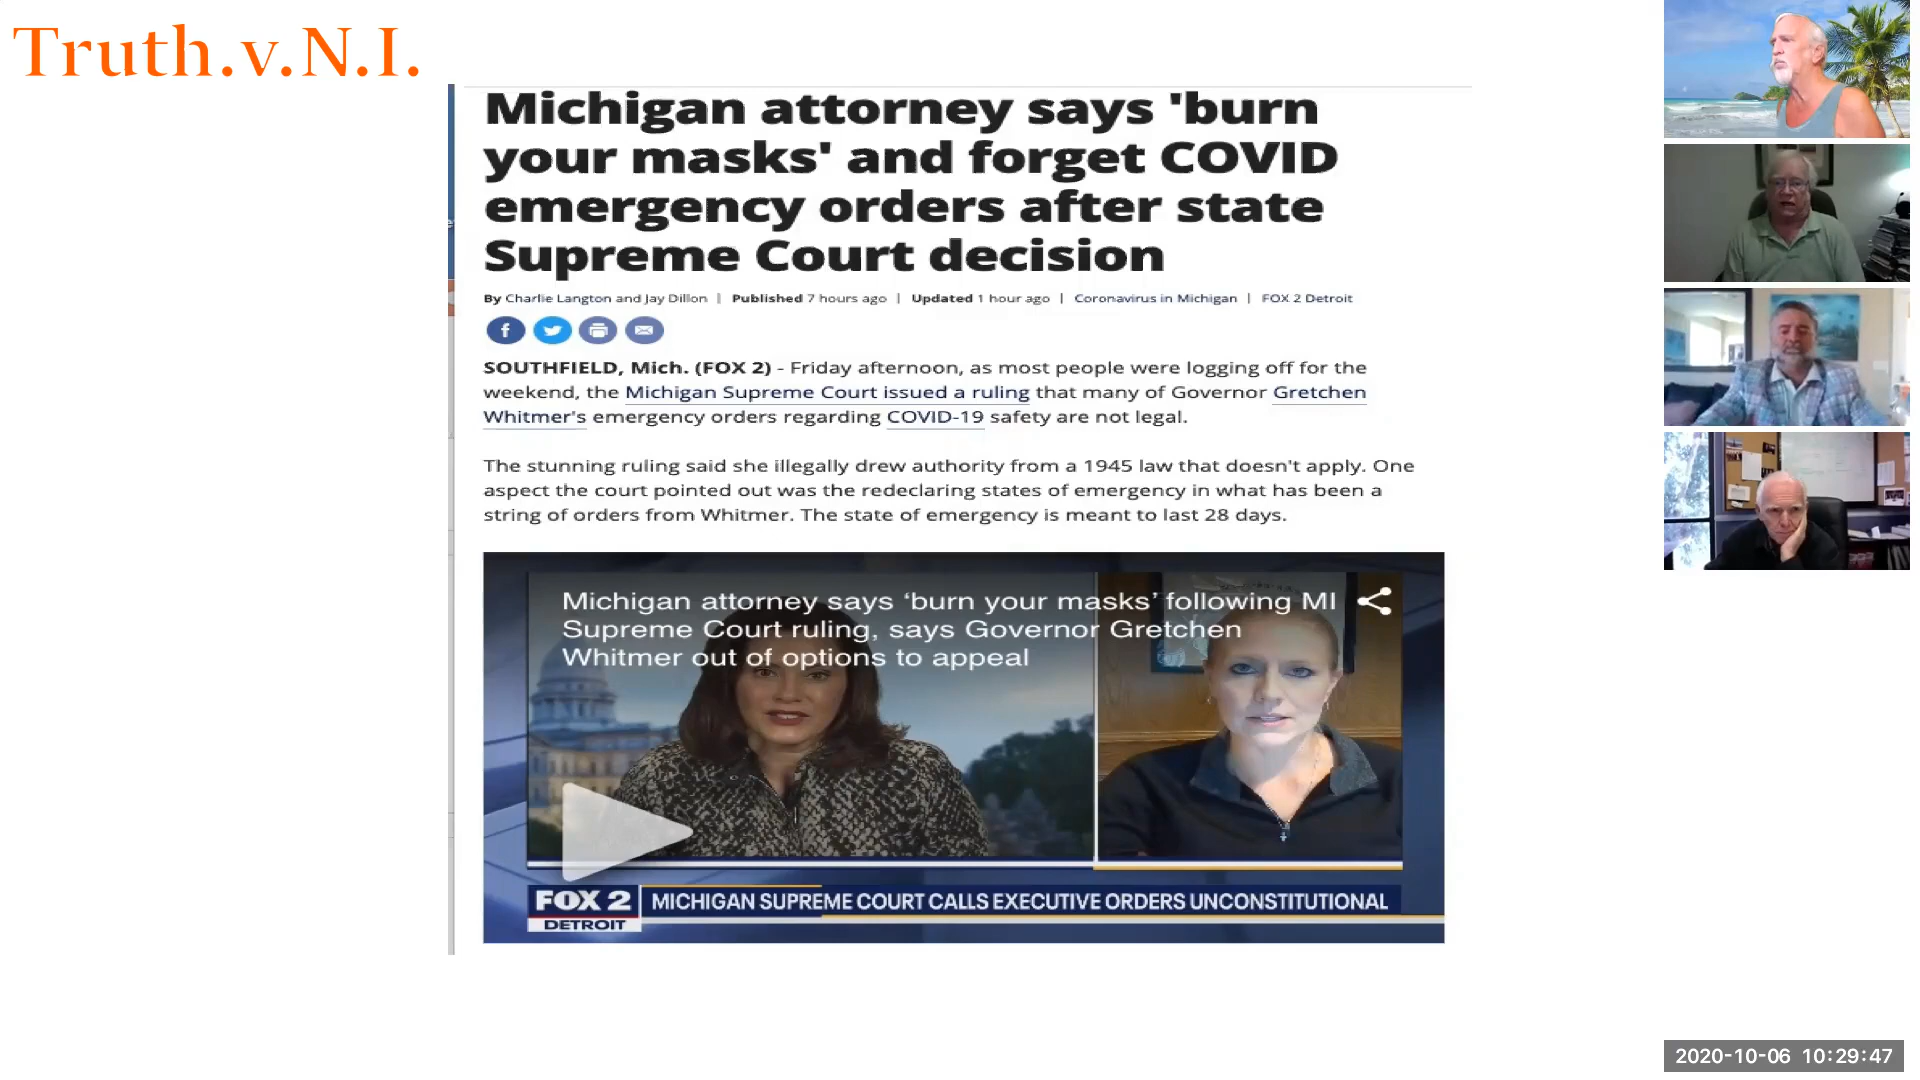 Truth.v.N.I.
Michigan attorney says 'burn
your masks' and forget COVID
emergency orders after state
Supreme Court decision
By Charlie Langton and Jay Dillon | Published 7 hours ago | Updated 1 hour ago | Coronavirus in Michigan | FOX 2 Detroit
SOUTHFIELD, Mich. (FOX 2) - Friday afternoon, as most people were logging off for the
weekend, the Michigan Supreme Court issued a ruling that many of Governor Gretchen
Whitmer's emergency orders regarding COVID-19 safety are not legal.
The stunning ruling said she illegally drew authority from a 1945 law that doesn't apply. One
aspect the court pointed out was the redeclaring states of emergency in what has been a
string of orders from Whitmer. The state of emergency is meant to last 28 days.
Michigan attorney says ‘burn your masks’ following MI
Supreme Court ruling, says Governor Gretchen
Whitmer out of options to appeal
FOX 2
DETROIT
MICHIGAN SUPREME COURT CALLS EXECUTIVE ORDERS UNCONSTITUTIONAL
2020-10-06 10:29:47